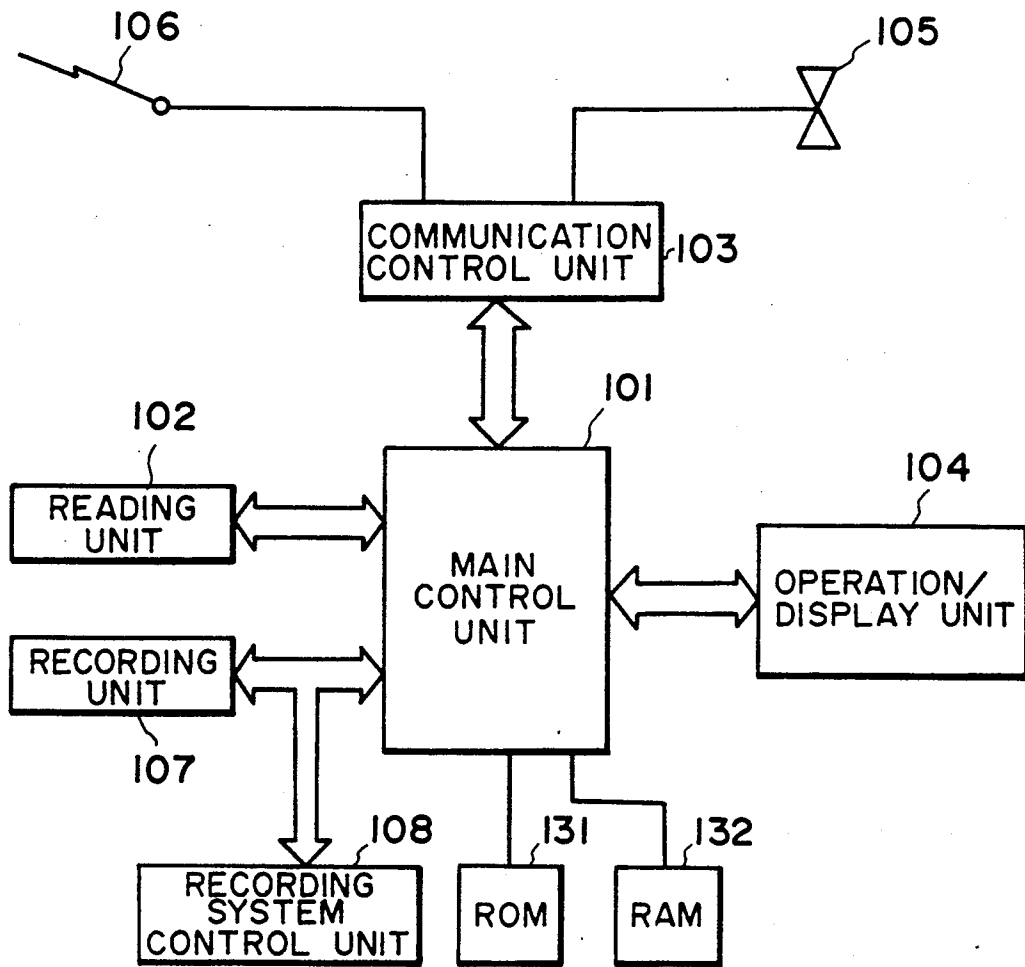 106
105
COMMUNICATION
CONTROL UNIT
103
101
102
104
READING
UNIT
MAIN
CONTROL
UNIT
OPERATION/
DISPLAY UNIT
RECORDING
UNIT
107
108
131
132
RECORDING
SYSTEM
CONTROL UNIT
ROM
RAM